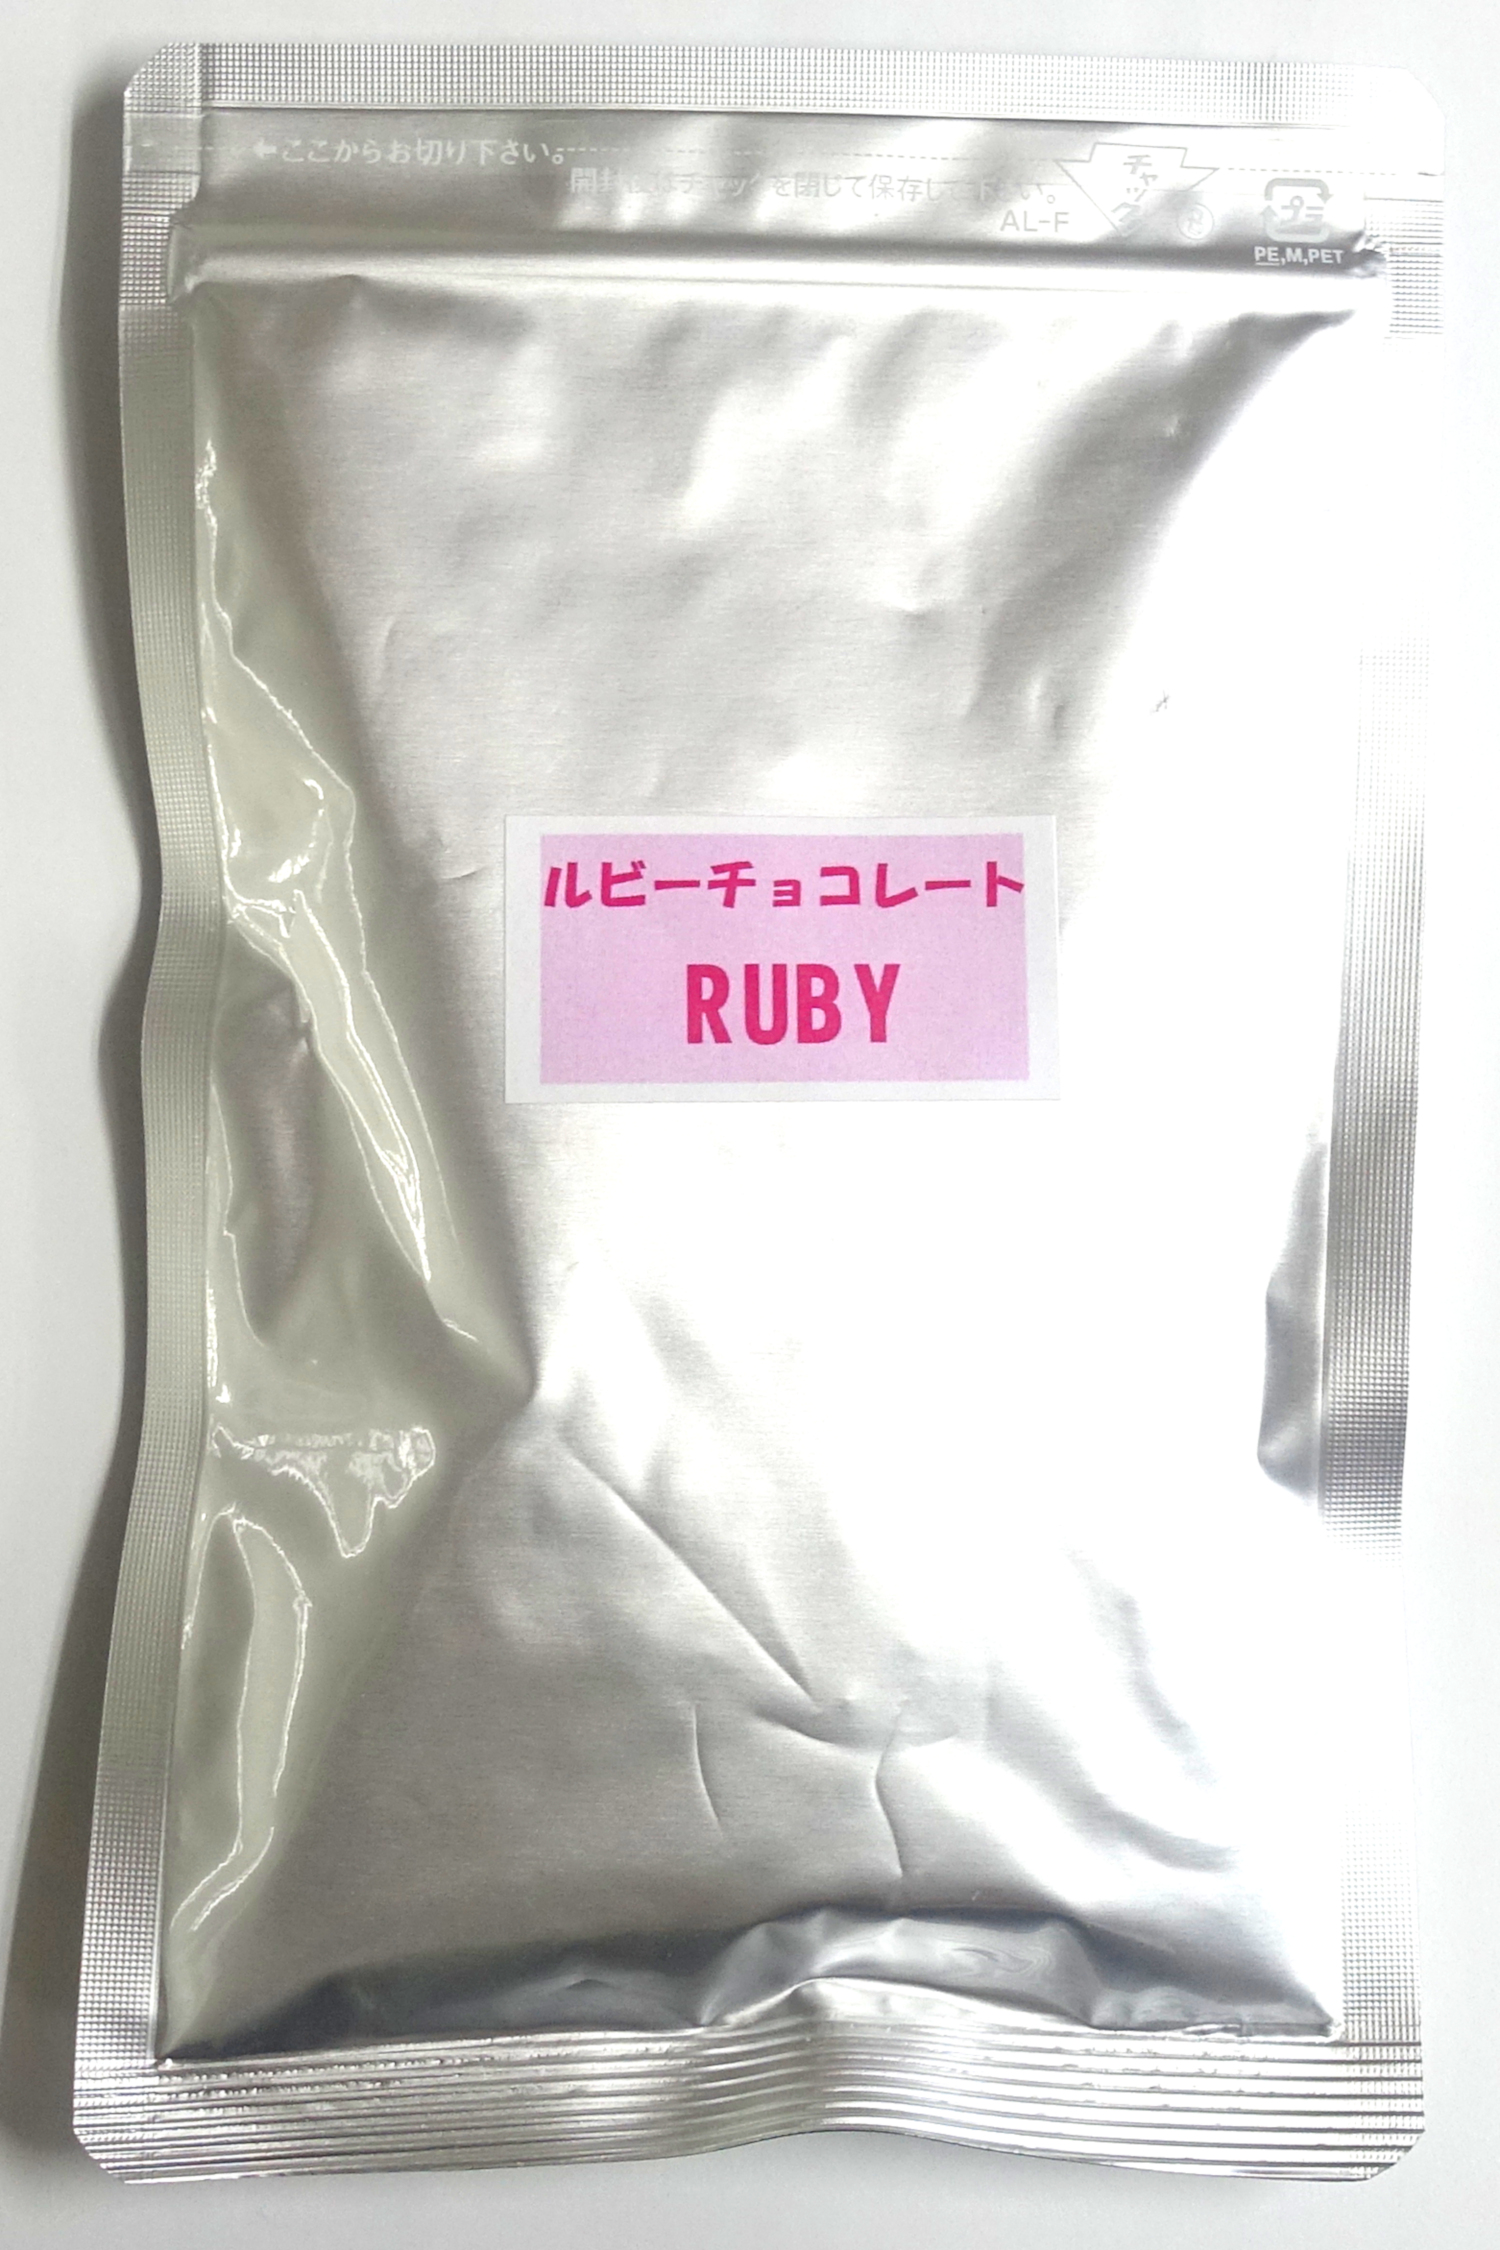 ←ここからお切り下さい。
開封後はチャックを閉じて保存して下さい。
チャック
AL-F
プラ
PE,M,PET
ルビーチョコレート
RUBY